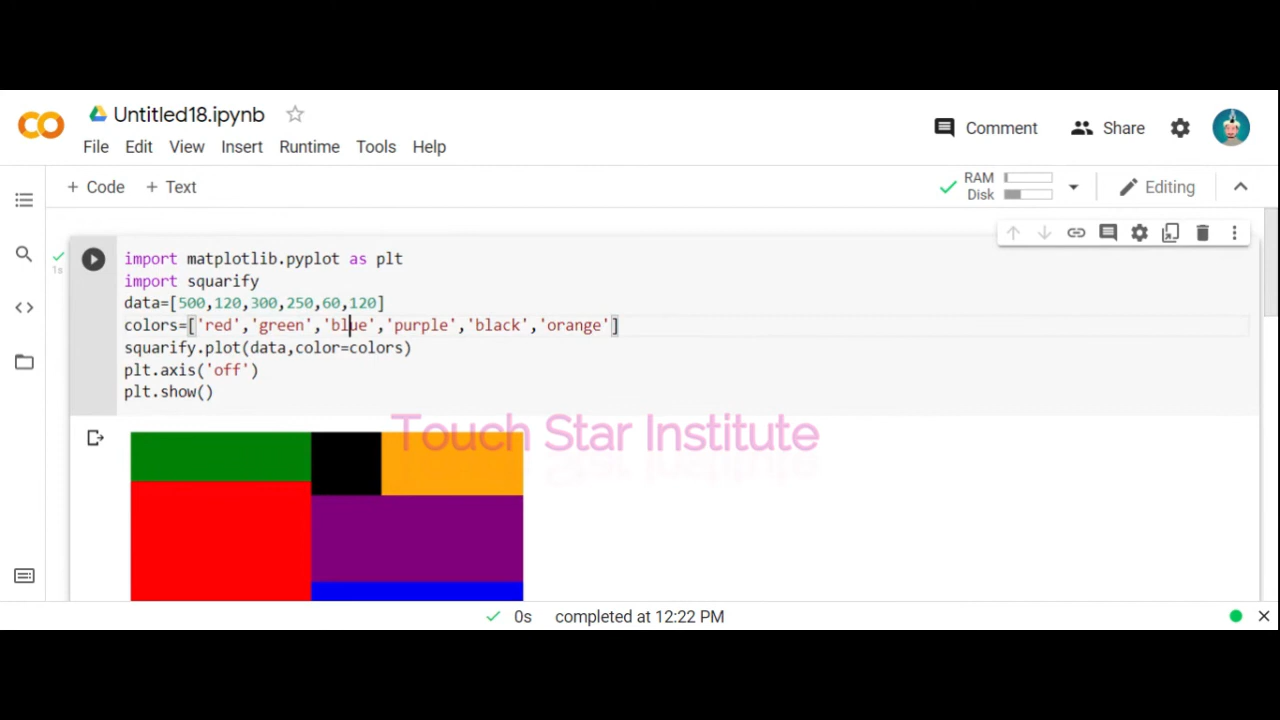 CO
Untitled18.ipynb
Comment
Share
File Edit View Insert Runtime Tools Help
+ Code + Text
RAM
Disk
Editing
1s
import matplotlib.pyplot as plt
import squarify
data=[500,120,300,250,60,120]
colors=['red','green','blue','purple','black','orange']
squarify.plot(data,color=colors)
plt.axis('off')
plt.show()
Touch Star Institute
0s completed at 12:22 PM